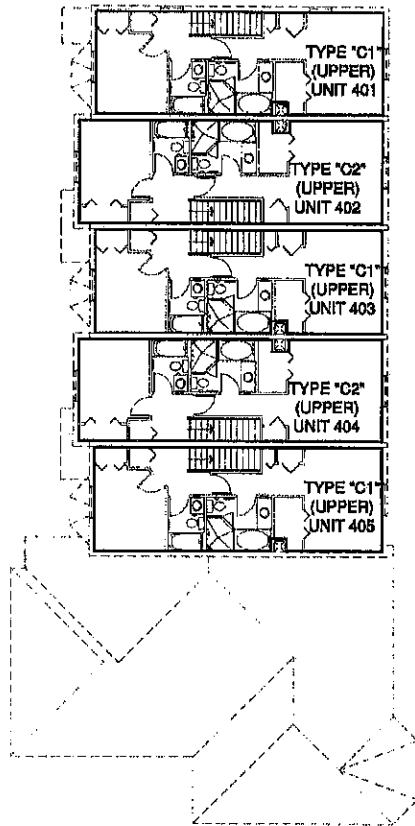 TYPE "C1"
(UPPER)
UNIT 401
TYPE "C2"
(UPPER)
UNIT 402
TYPE "C1"
(UPPER)
UNIT 403
TYPE "C2"
(UPPER)
UNIT 404
TYPE "C1"
(UPPER)
UNIT 405